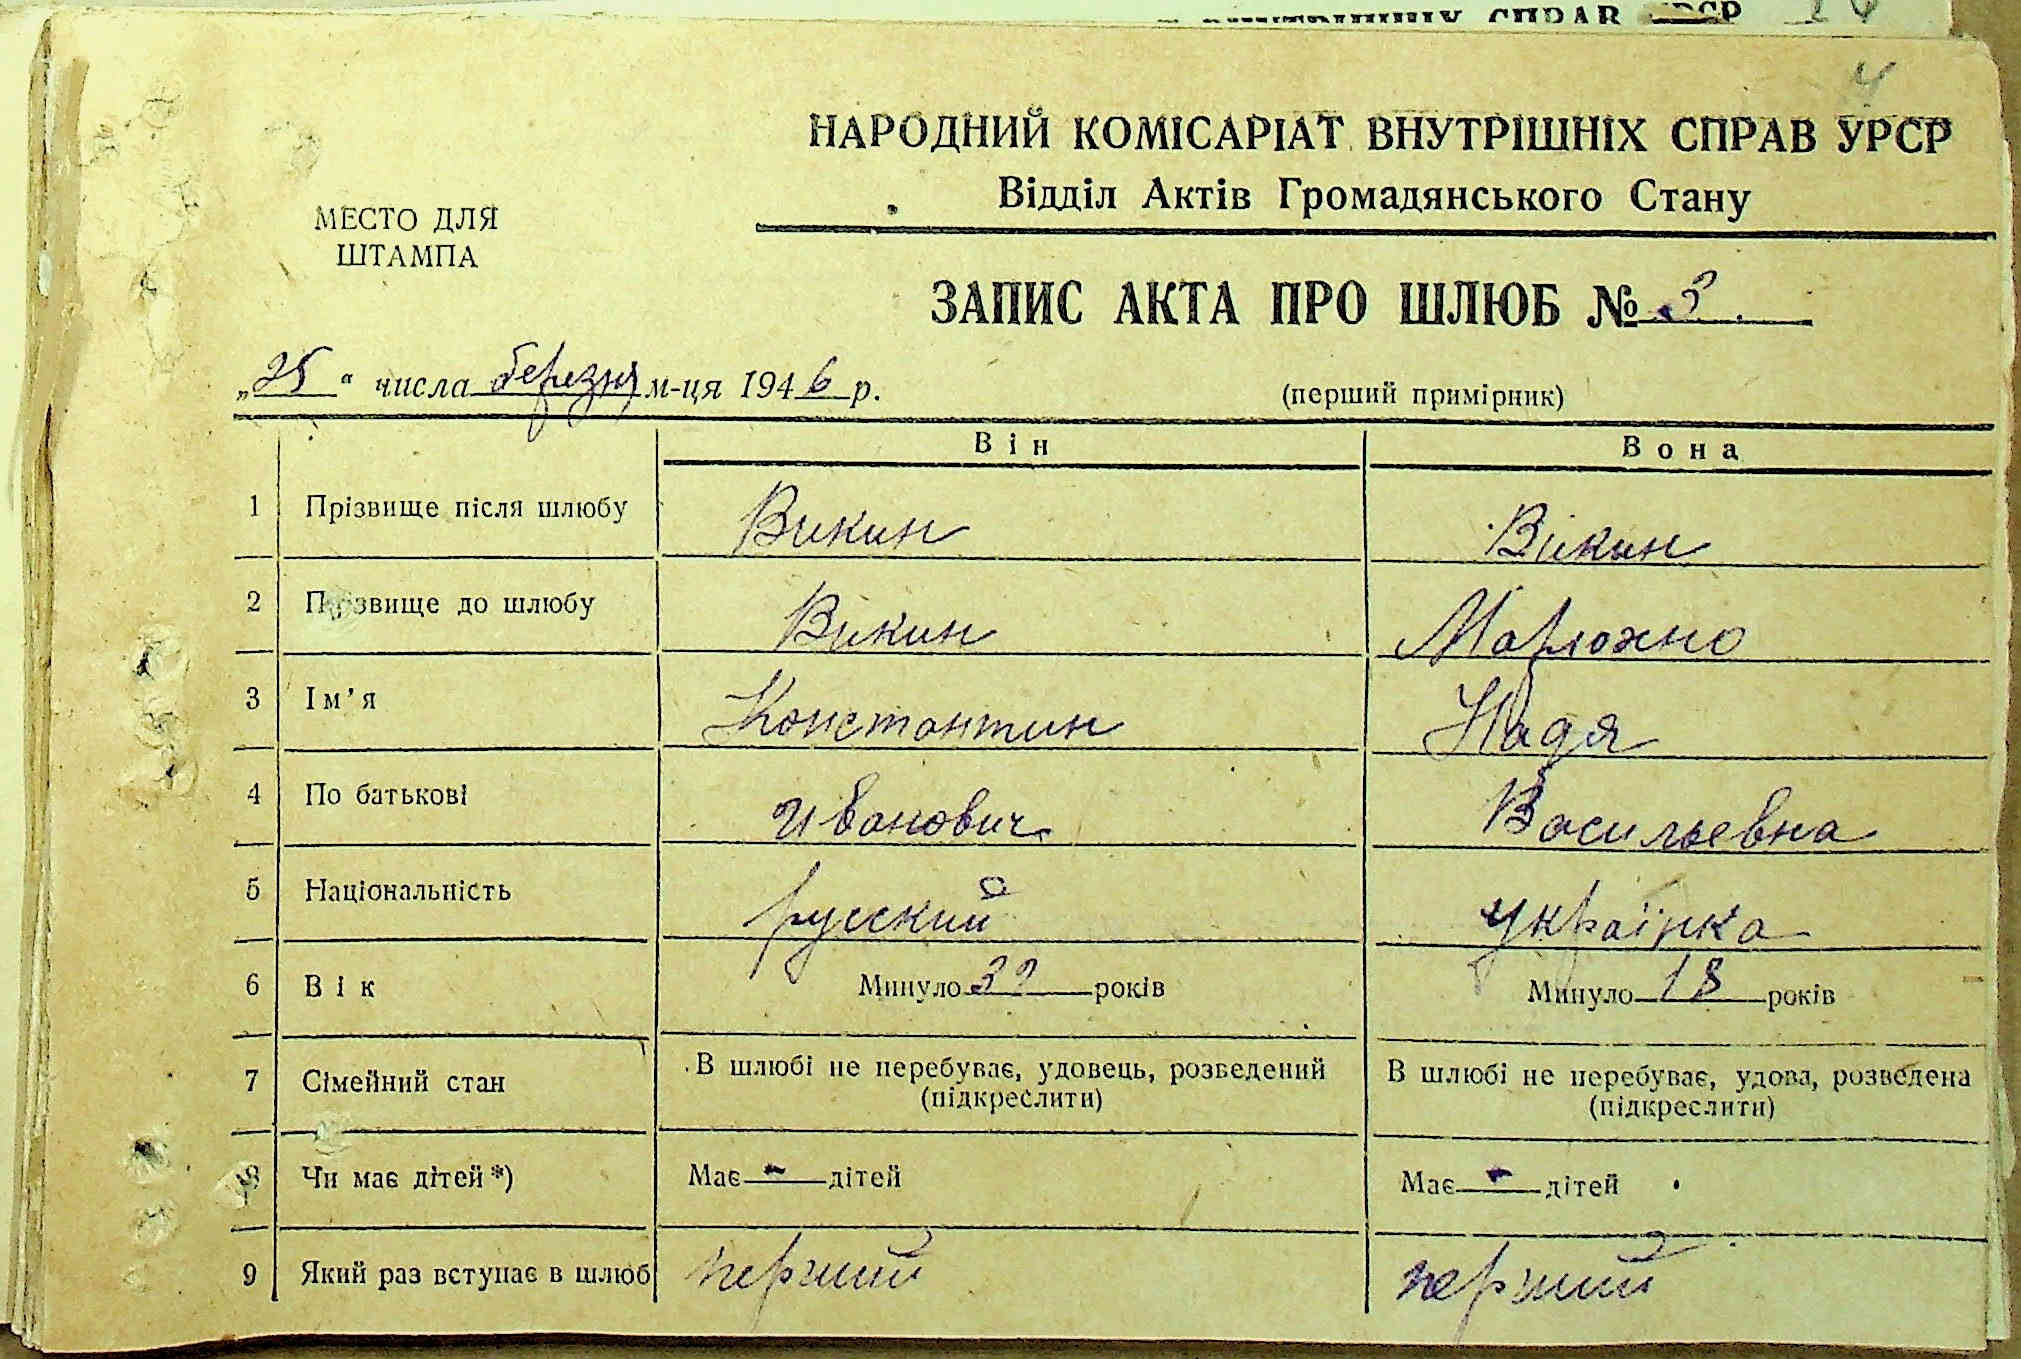 4
НАРОДНИЙ КОМІСАРІАТ ВНУТРІШНІХ СПРАВ УРСР
Відділ Актів Громадянського Стану
МЕСТО ДЛЯ
ШТАМПА
ЗАПИС АКТА ПРО ШЛЮБ № 3
„25“ числа березня м-ця 1946 р.
(перший примірник)
Він Вона
1 Прізвище після шлюбу Викин Викин
2 Прізвище до шлюбу Викин
3 Ім'я Константин Надя
4 По батькові Иванович Васильевна
5 Національність русский українка
6 Вік Минуло років Минуло 18 років
7 Сімейний стан В шлюбі не перебуває, удовець, розведений В шлюбі не перебуває, удова, розведена
(підкреслити) (підкреслити)
8 Чи має дітей*) Має - дітей Має - дітей
9 Який раз вступає в шлюб перший перший